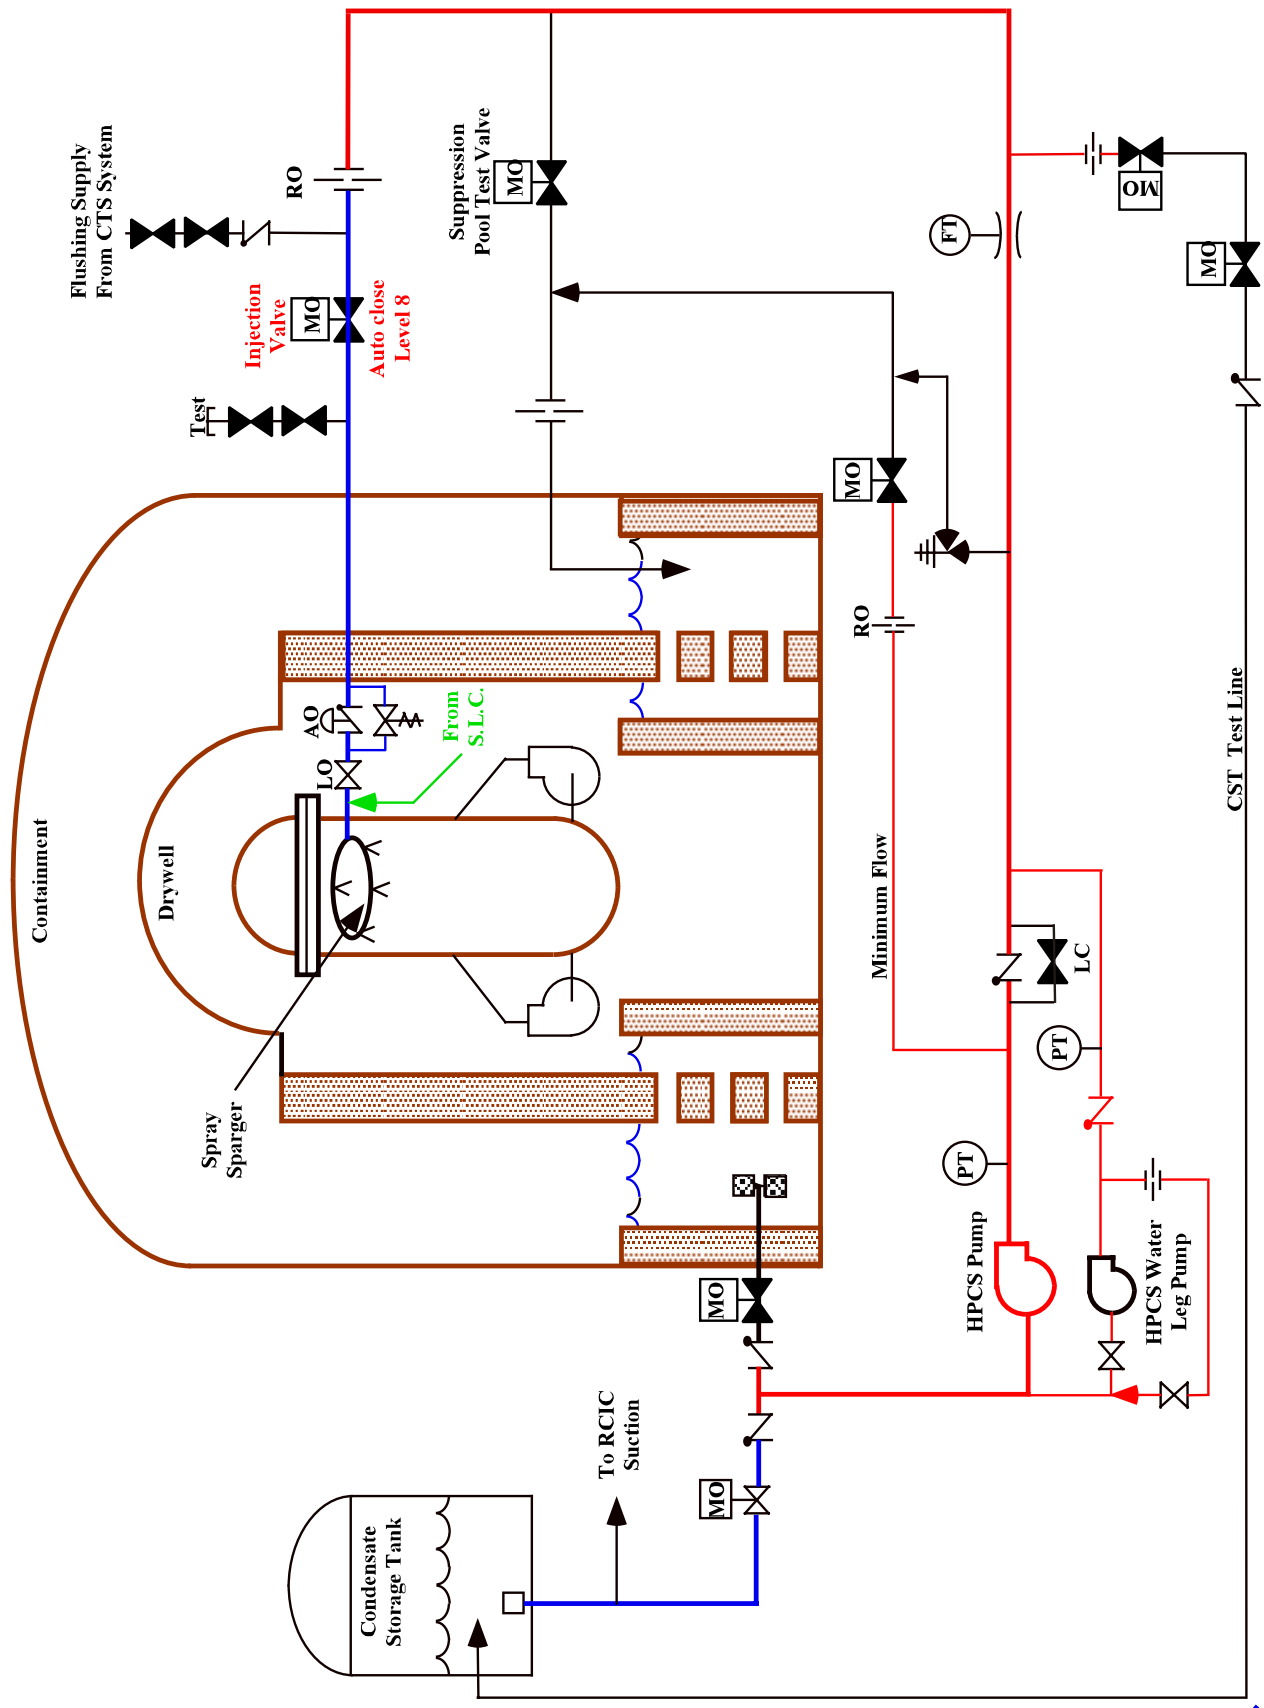 Flushing Supply
From CTS System
RO
Suppression
Pool Test Valve
MO
MO
FT
MO
Injection
Valve
MO
Auto close
Level 8
Test
MO
RO
AO
LO
From
S.L.C.
Containment
Drywell
Minimum Flow
CST Test Line
LC
PT
PT
Spray
Sparger
HPCS Pump
HPCS Water
Leg Pump
MO
To RCIC
Suction
MO
Condensate
Storage Tank